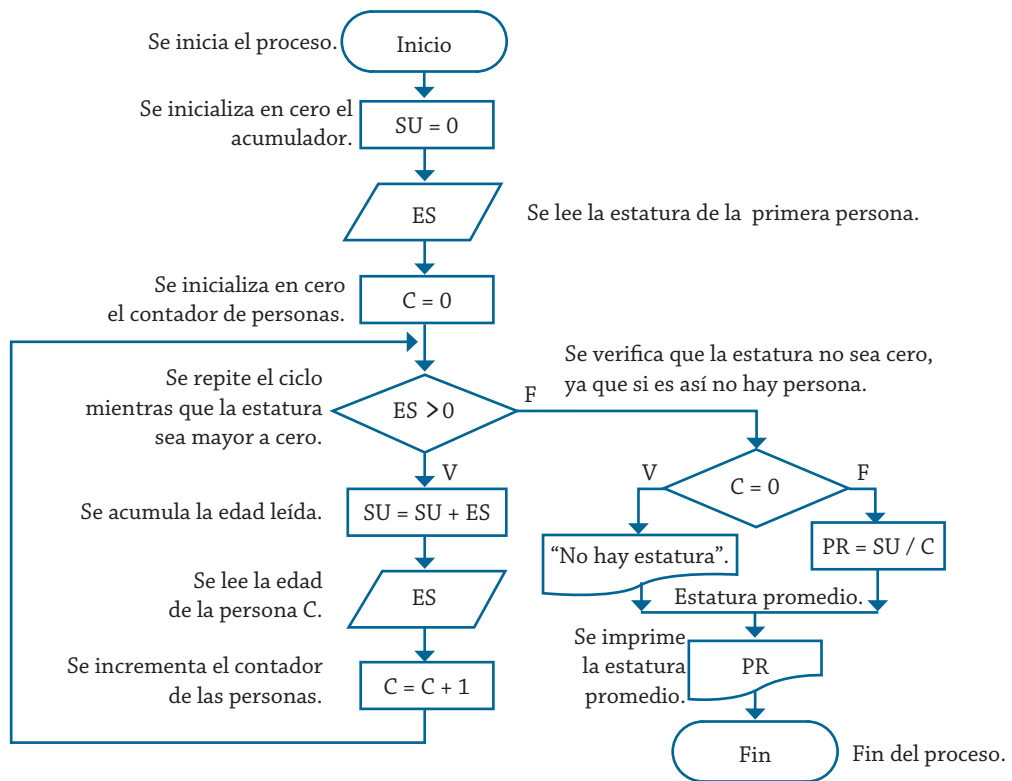 Se inicia el proceso.
Inicio
Se inicializa en cero el
acumulador.
SU = 0
ES
Se lee la estatura de la primera persona.
Se inicializa en cero
el contador de personas.
C = 0
Se repite el ciclo
mientras que la estatura
sea mayor a cero.
ES > 0
F
Se verifica que la estatura no sea cero,
ya que si es así no hay persona.
V
Se acumula la edad leída.
SU = SU + ES
Se lee la edad
de la persona C.
ES
Se incrementa el contador
de las personas.
C = C + 1
V
C = 0
F
“No hay estatura”.
PR = SU / C
Estatura promedio.
Se imprime
la estatura
promedio.
PR
Fin
Fin del proceso.